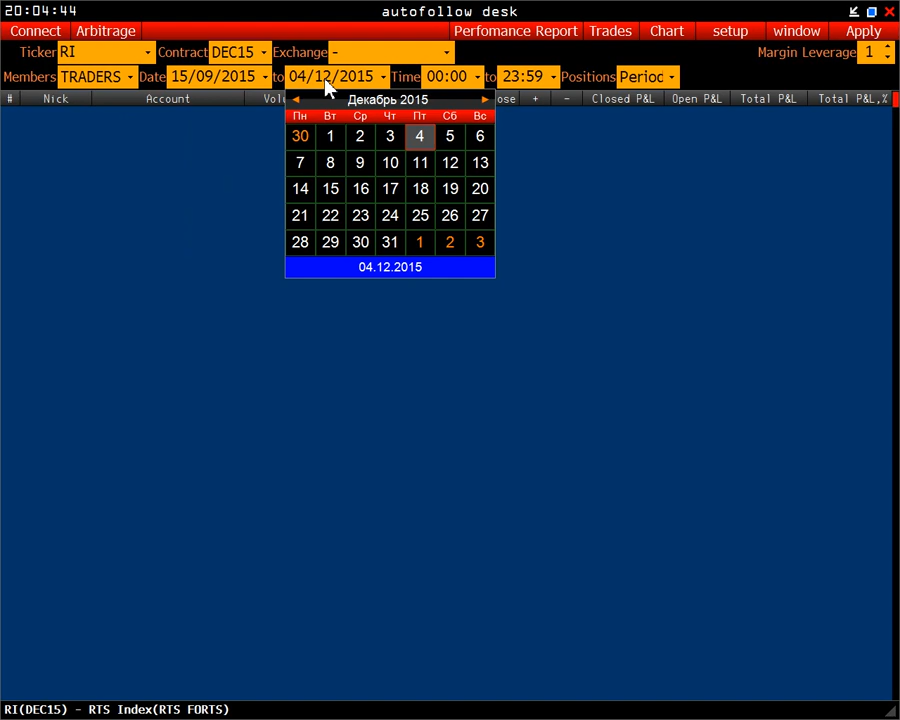 20:04:44 autofollow desk
Connect Arbitrage Perfomance Report Trades Chart setup window Apply
Ticker RI Contract DEC15 Exchange - Margin Leverage 1
Members TRADERS Date 15/09/2015 to 04/12/2015 Time 00:00 to 23:59 Positions Perioc
# Nick Account Volu ose + - Closed P&L Open P&L Total P&L Total P&L,%
Декабрь 2015
Пн Вт Ср Чт Пт Сб Вс
30 1 2 3 4 5 6
7 8 9 10 11 12 13
14 15 16 17 18 19 20
21 22 23 24 25 26 27
28 29 30 31 1 2 3
04.12.2015
RI(DEC15) - RTS Index(RTS FORTS)